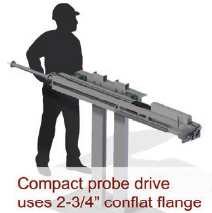 Compact probe drive
uses 2-3/4" conflat flange